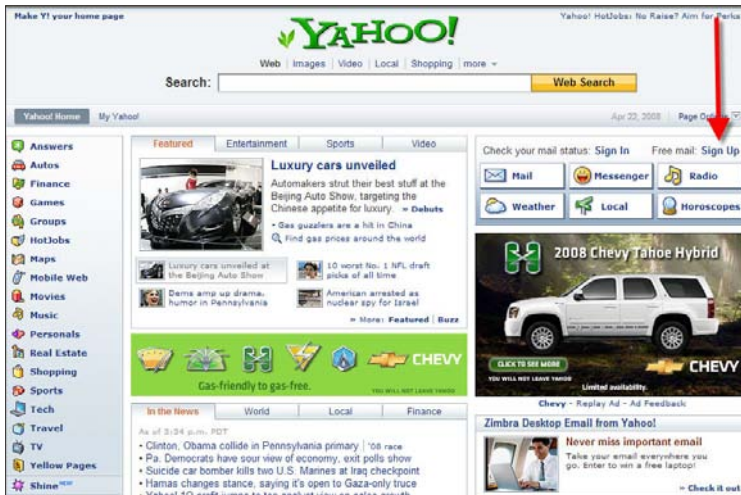 Make Y! your home page
Yahoo! HotJobs: No Raise? Aim for Perks
YAHOO!
Web | Images | Video | Local | Shopping | more
Search:
Web Search
Yahoo! Home
My Yahoo!
Apr 22, 2008
Page Options
Answers
Autos
Finance
Games
Groups
HotJobs
Maps
Mobile Web
Movies
Music
Personals
Real Estate
Shopping
Sports
Tech
Travel
TV
Yellow Pages
Shine NEW
Featured
Entertainment
Sports
Video
Luxury cars unveiled
Automakers strut their best stuff at the
Beijing Auto Show, targeting the
Chinese appetite for luxury. » Debuts
• Gas guzzlers are a hit in China
Find gas prices around the world
Luxury cars unveiled at
the Beijing Auto Show
10 worst No. 1 NFL draft
picks of all time
Dems amp up drama,
humor in Pennsylvania
American arrested as
nuclear spy for Israel
» More: Featured | Buzz
CHEVY
Gas-friendly to gas-free.
YOU WILL NOT LEAVE YAHOO
In the News
World
Local
Finance
As of 3:34 p.m. PDT
• Clinton, Obama collide in Pennsylvania primary | '08 race
• Pa. Democrats have sour view of economy, exit polls show
• Suicide car bomber kills two U.S. Marines at Iraq checkpoint
• Hamas changes stance, saying it's open to Gaza-only truce
• Yahoo! 1Q profit jumps to top analyst view on sales growth
Check your mail status: Sign In
Free mail: Sign Up
Mail
Messenger
Radio
Weather
Local
Horoscopes
2008 Chevy Tahoe Hybrid
CLICK TO SEE MORE
YOU WILL NOT LEAVE YAHOO
Limited availability.
CHEVY
Chevy - Replay Ad - Ad Feedback
Zimbra Desktop Email from Yahoo!
Never miss important email
Take your email everywhere you
go. Enter to win a free laptop!
» Check it out